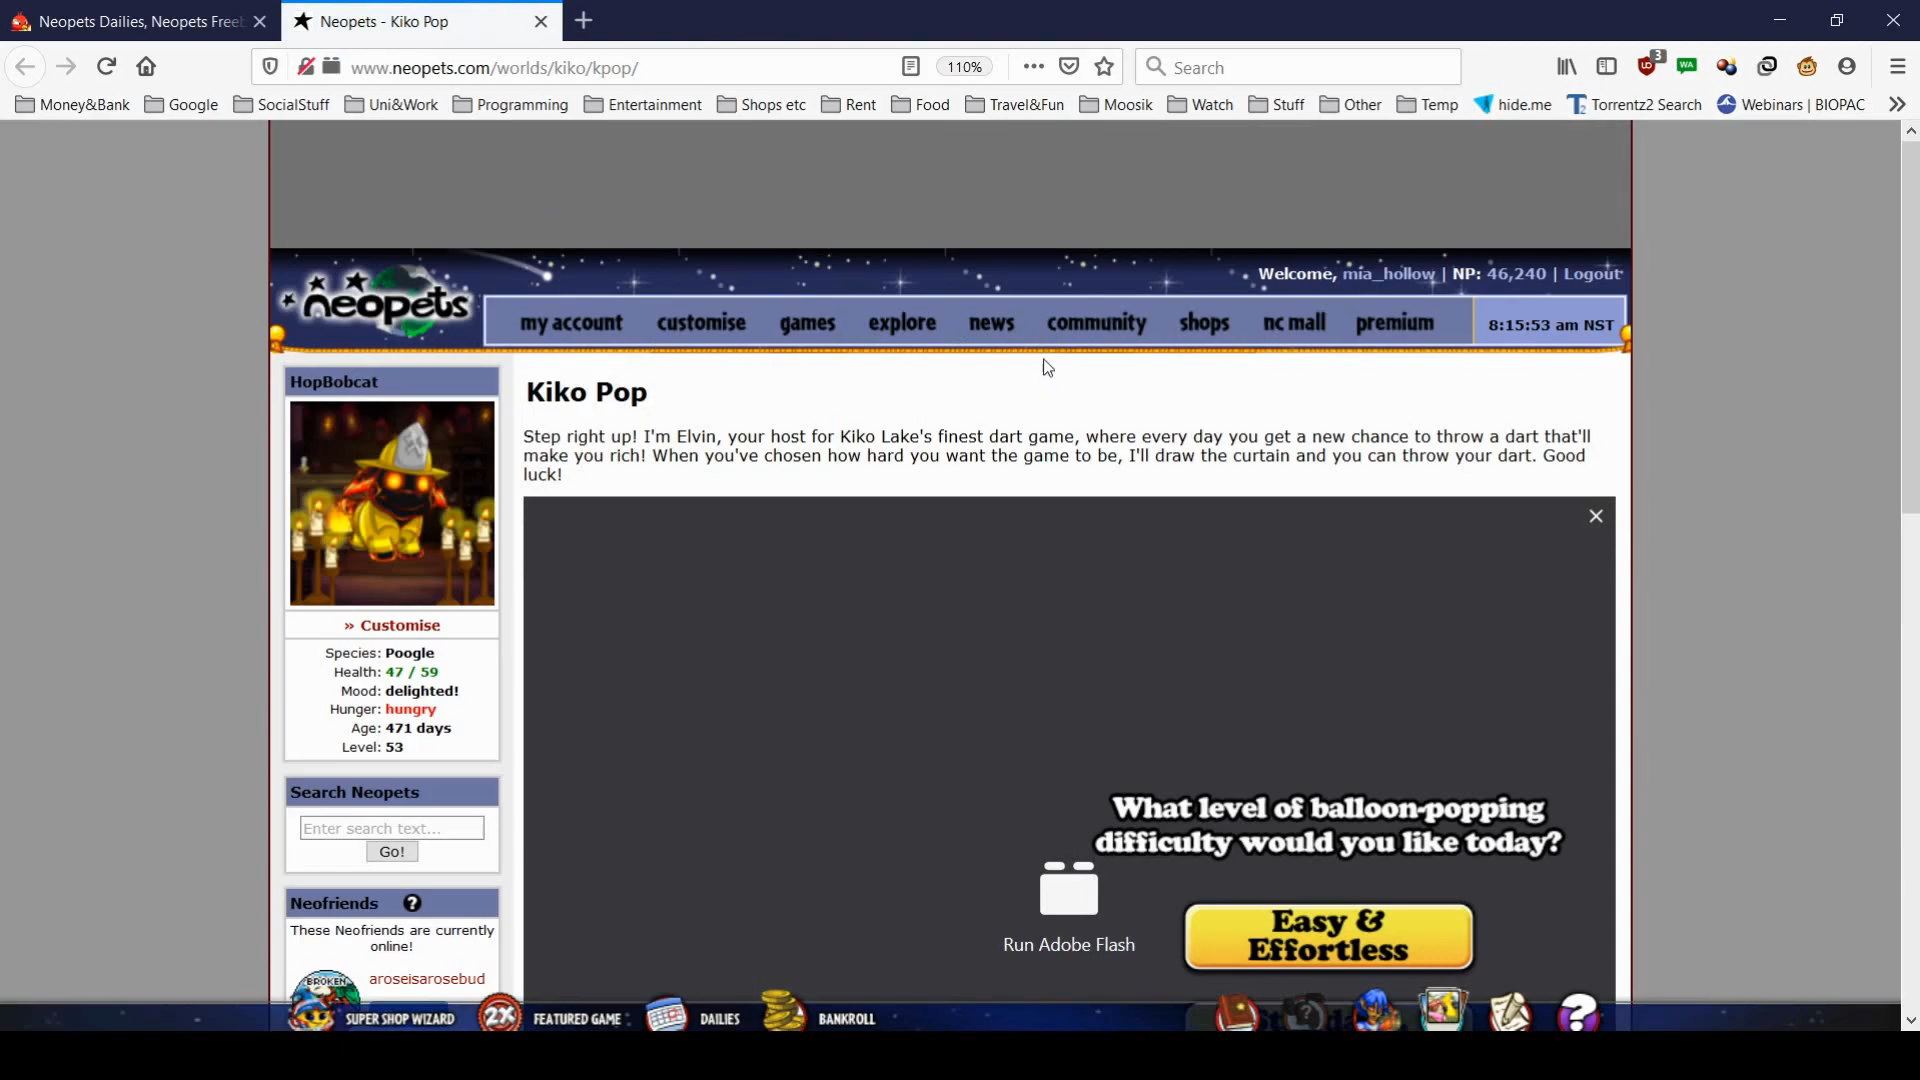 Neopets Dailies, Neopets Freeb
Neopets - Kiko Pop
www.neopets.com/worlds/kiko/kpop/
110%
Search
3
Money&Bank
Google
SocialStuff
Uni&Work
Programming
Entertainment
Shops etc
Rent
Food
Travel&Fun
Moosik
Watch
Stuff
Other
Temp
hide.me
Torrentz2 Search
Webinars | BIOPAC
Welcome, mia_hollow | NP: 46,240 | Logout
neopets
my account
customise
games
explore
news
community
shops
nc mall
premium
8:15:53 am NST
HopBobcat
» Customise
Species: Poogle
Health: 47 / 59
Mood: delighted!
Hunger: hungry
Age: 471 days
Level: 53
Search Neopets
Enter search text...
Go!
Neofriends
These Neofriends are currently
online!
BROKEN
aroseisarosebud
Kiko Pop
Step right up! I'm Elvin, your host for Kiko Lake's finest dart game, where every day you get a new chance to throw a dart that'll
make you rich! When you've chosen how hard you want the game to be, I'll draw the curtain and you can throw your dart. Good
luck!
What level of balloon-popping
difficulty would you like today?
Run Adobe Flash
Easy &
Effortless
SUPER SHOP WIZARD
2X
FEATURED GAME
DAILIES
BANKROLL